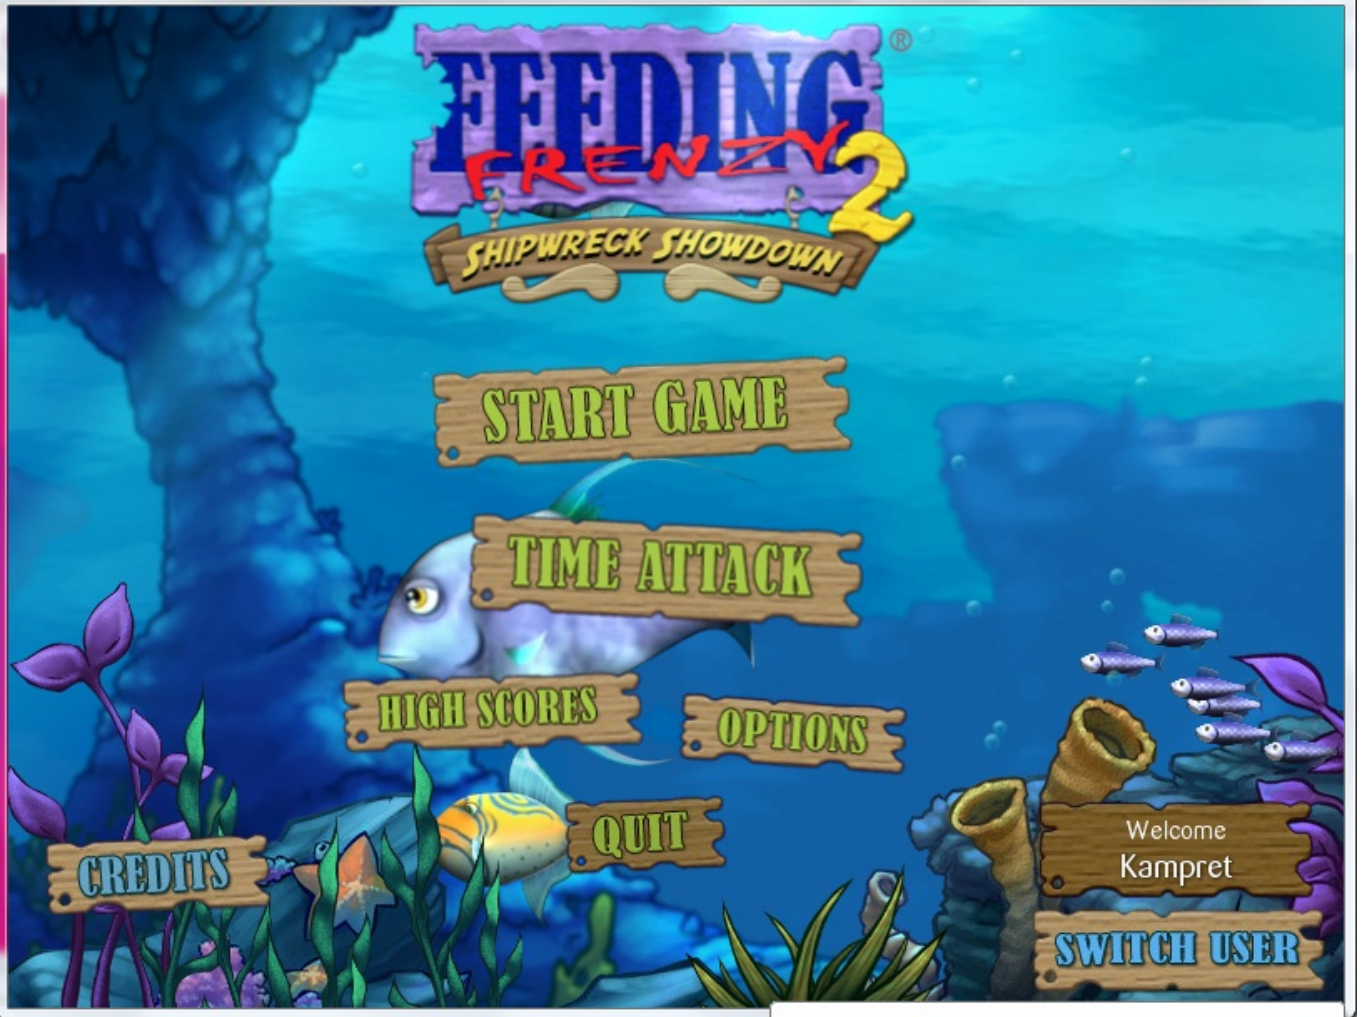 FEEDING
FRENZY 2
®
SHIPWRECK SHOWDOWN
START GAME
TIME ATTACK
HIGH SCORES
OPTIONS
QUIT
CREDITS
Welcome
Kampret
SWITCH USER